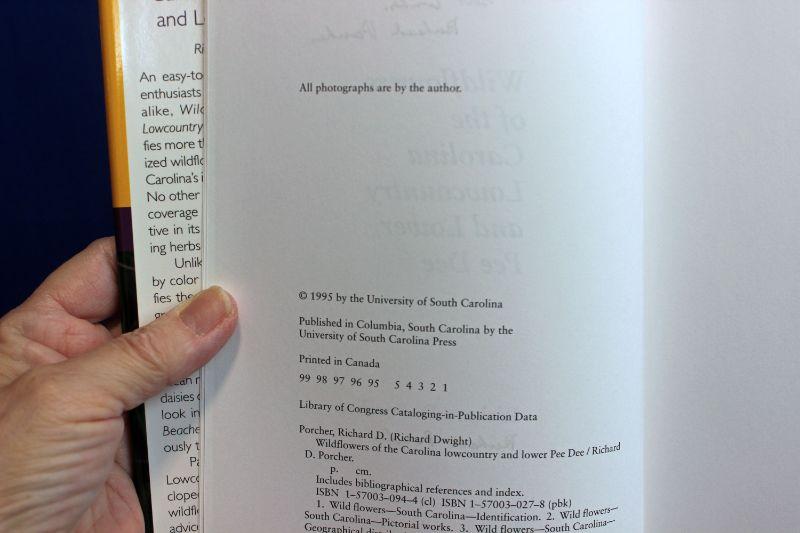 and L
Ri
An easy-to
enthusiasts
alike, Wild
Lowcountry
fies more t
ized wildflo
Carolina's i
No other
coverage
tive in its
ing herbs
Unlik
by color
fies the
daisies
look in
Beache
ously t
Pa
Lowco
clope
wildf
advic
All photographs are by the author.
© 1995 by the University of South Carolina
Published in Columbia, South Carolina by the
University of South Carolina Press
Printed in Canada
99 98 97 96 95 5 4 3 2 1
Library of Congress Cataloging-in-Publication Data
Porcher, Richard D. (Richard Dwight)
Wildflowers of the Carolina lowcountry and lower Pee Dee / Richard
D. Porcher.
p. cm.
Includes bibliographical references and index.
ISBN 1–57003–094–4 (cl) ISBN 1–57003–027–8 (pbk)
1. Wild flowers—South Carolina—Identification. 2. Wild flowers—
South Carolina—Pictorial works. 3. Wild flowers—South Carolina—
Geographical